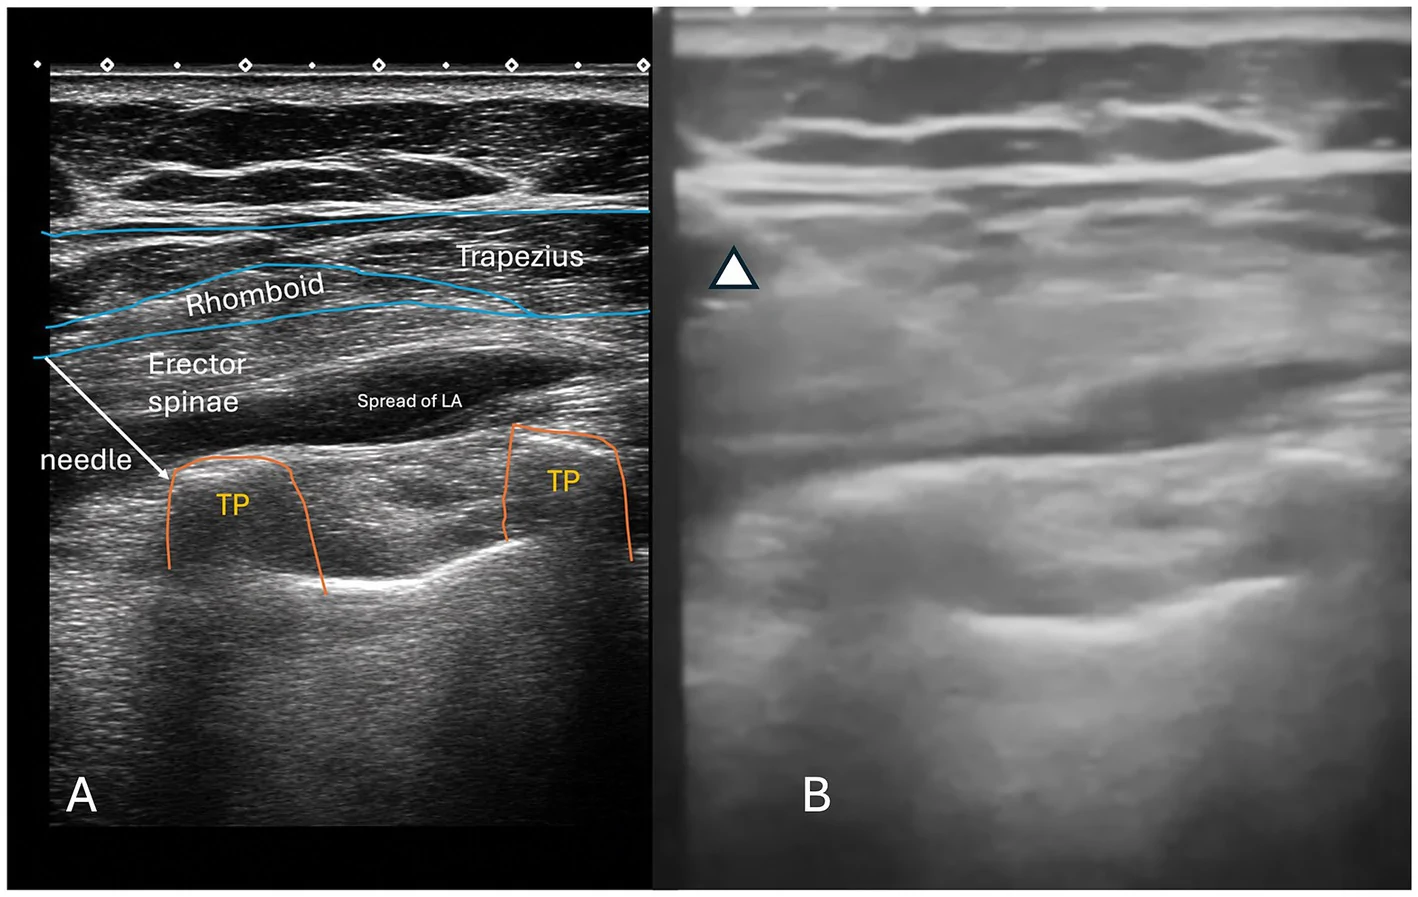 Trapezius
Rhomboid
Erector
spinae
Spread of LA
needle
TP
TP
A
B